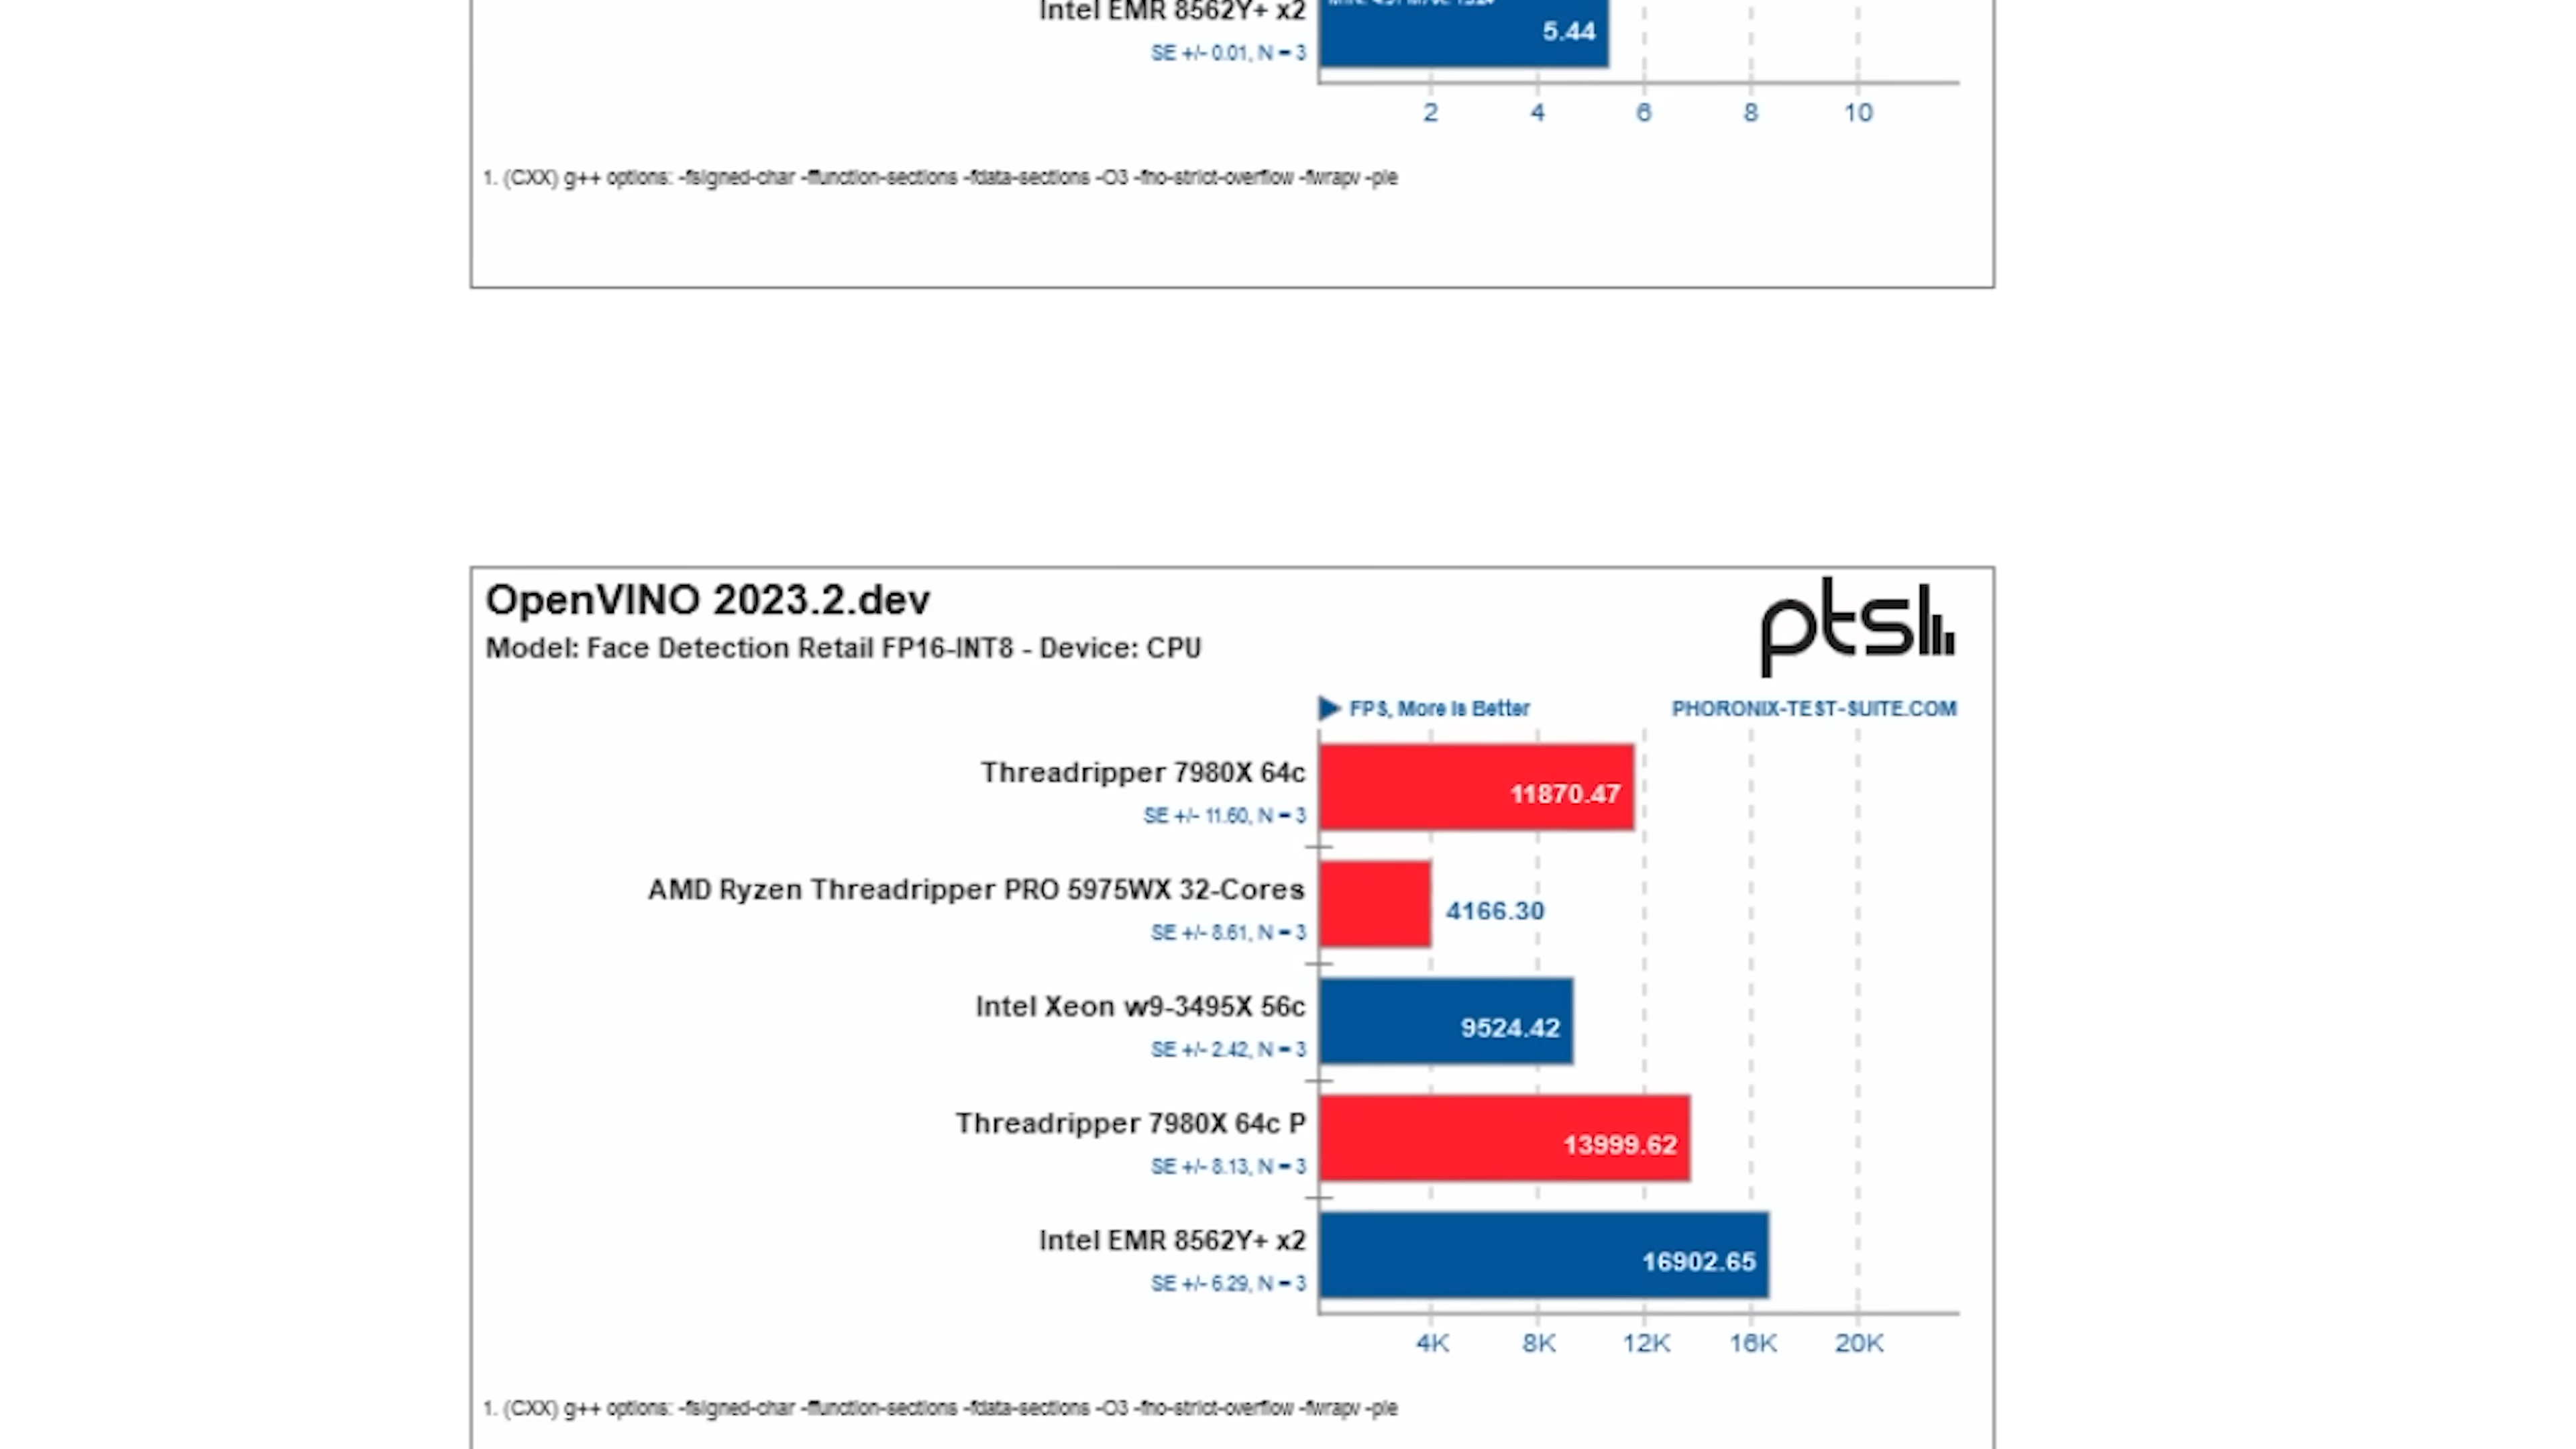 Intel EMR 8562Y+ x2
5.44
SE +/- 0.01, N = 3
2 4 6 8 10
1. (CXX) g++ options: -fsigned-char -ffunction-sections -fdata-sections -O3 -fno-strict-overflow -fwrapv -pie
OpenVINO 2023.2.dev
ptsl
Model: Face Detection Retail FP16-INT8 - Device: CPU
FPS, More Is Better
PHORONIX-TEST-SUITE.COM
Threadripper 7980X 64c
11870.47
SE +/- 11.60, N = 3
AMD Ryzen Threadripper PRO 5975WX 32-Cores
4166.30
SE +/- 8.61, N = 3
Intel Xeon w9-3495X 56c
9524.42
SE +/- 2.42, N = 3
Threadripper 7980X 64c P
13999.62
SE +/- 8.13, N = 3
Intel EMR 8562Y+ x2
16902.65
SE +/- 6.29, N = 3
4K 8K 12K 16K 20K
1. (CXX) g++ options: -fsigned-char -ffunction-sections -fdata-sections -O3 -fno-strict-overflow -fwrapv -pie